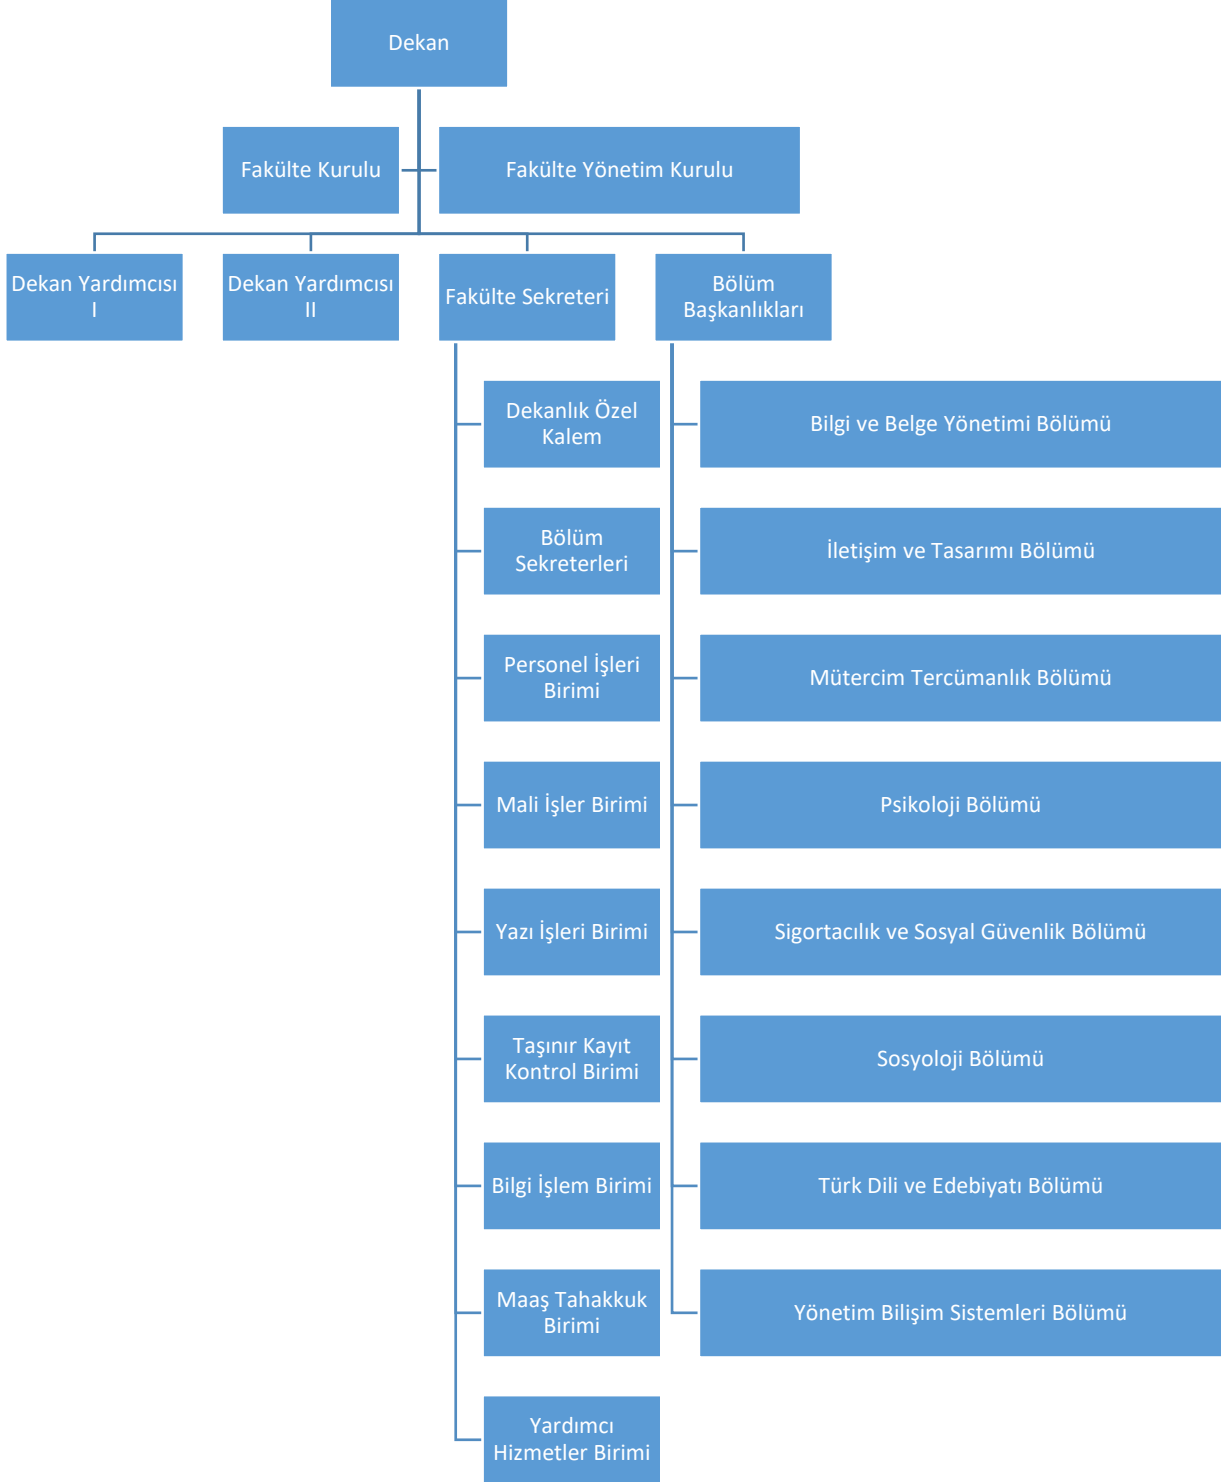 Dekan
Fakülte Kurulu
Fakülte Yönetim Kurulu
Dekan Yardımcısı
I
Dekan Yardımcısı
II
Fakülte Sekreteri
Bölüm
Başkanlıkları
Dekanlık Özel
Kalem
Bölüm
Sekreterleri
Personel İşleri
Birimi
Mali İşler Birimi
Yazı İşleri Birimi
Taşınır Kayıt
Kontrol Birimi
Bilgi İşlem Birimi
Maaş Tahakkuk
Birimi
Yardımcı
Hizmetler Birimi
Bilgi ve Belge Yönetimi Bölümü
İletişim ve Tasarımı Bölümü
Mütercim Tercümanlık Bölümü
Psikoloji Bölümü
Sigortacılık ve Sosyal Güvenlik Bölümü
Sosyoloji Bölümü
Türk Dili ve Edebiyatı Bölümü
Yönetim Bilişim Sistemleri Bölümü